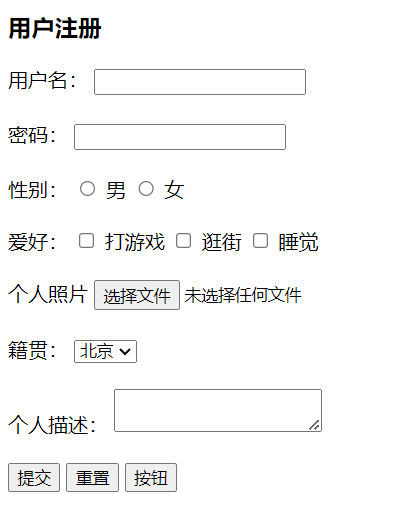 用户注册
用户名：
密码：
性别： 男 女
爱好： 打游戏 逛街 睡觉
个人照片 选择文件 未选择任何文件
籍贯： 北京
个人描述：
提交 重置 按钮